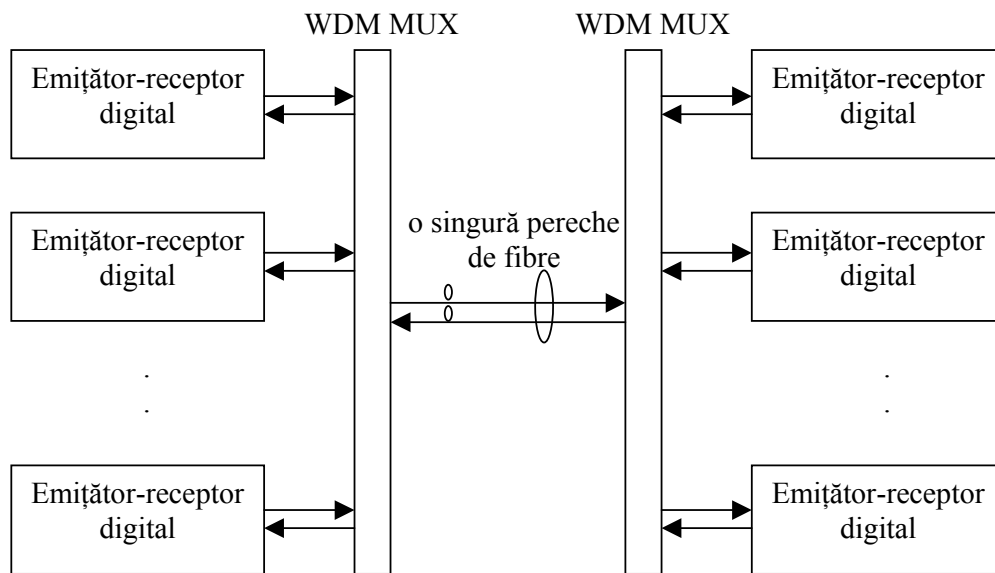 WDM MUX
WDM MUX
Emițător-receptor
digital
Emițător-receptor
digital
Emițător-receptor
digital
o singură pereche
de fibre
Emițător-receptor
digital
.
.
.
.
Emițător-receptor
digital
Emițător-receptor
digital